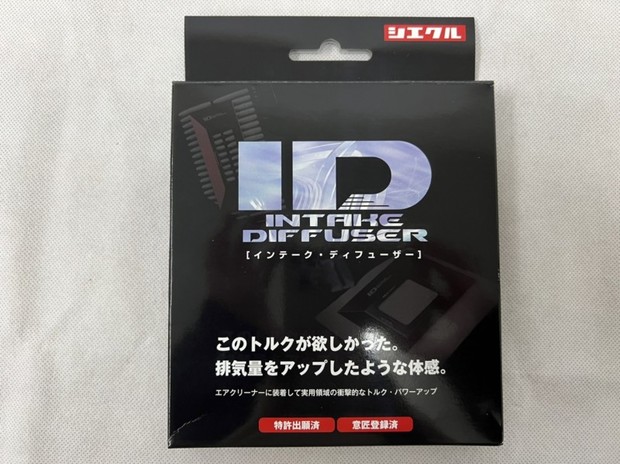 シエクル
ID
INTAKE
DIFFUSER
[インテーク・ディフューザー]
このトルクが欲しかった。
排気量をアップしたような体感。
エアクリーナーに装着して実用領域の衝撃的なトルク・パワーアップ
特許出願済
意匠登録済